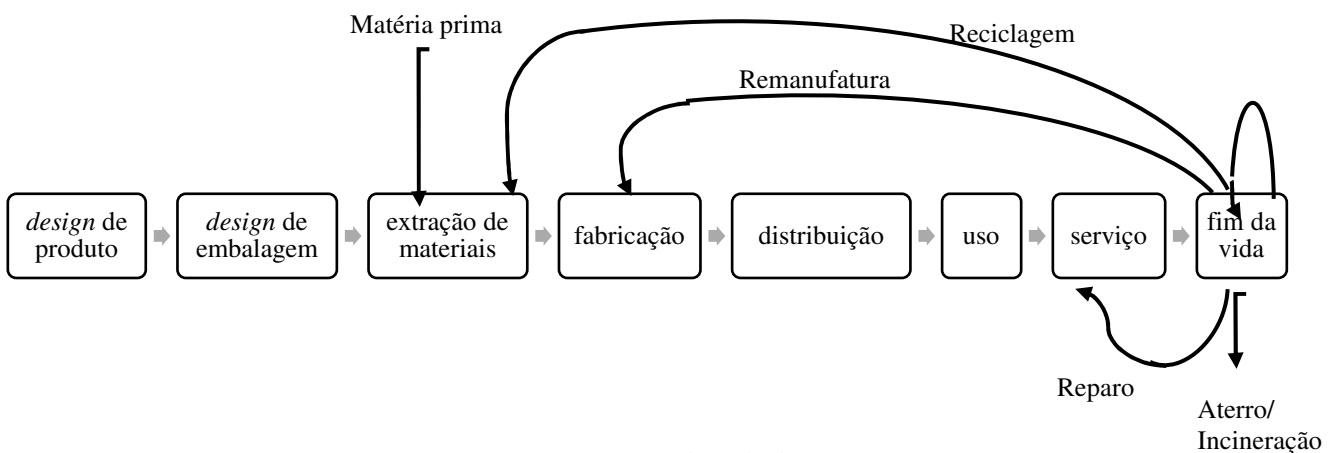 Matéria prima
Reciclagem
Remanufatura
design de
produto
design de
embalagem
extração de
materiais
fabricação
distribuição
uso
serviço
fim da
vida
Reparo
Aterro/
Incineração